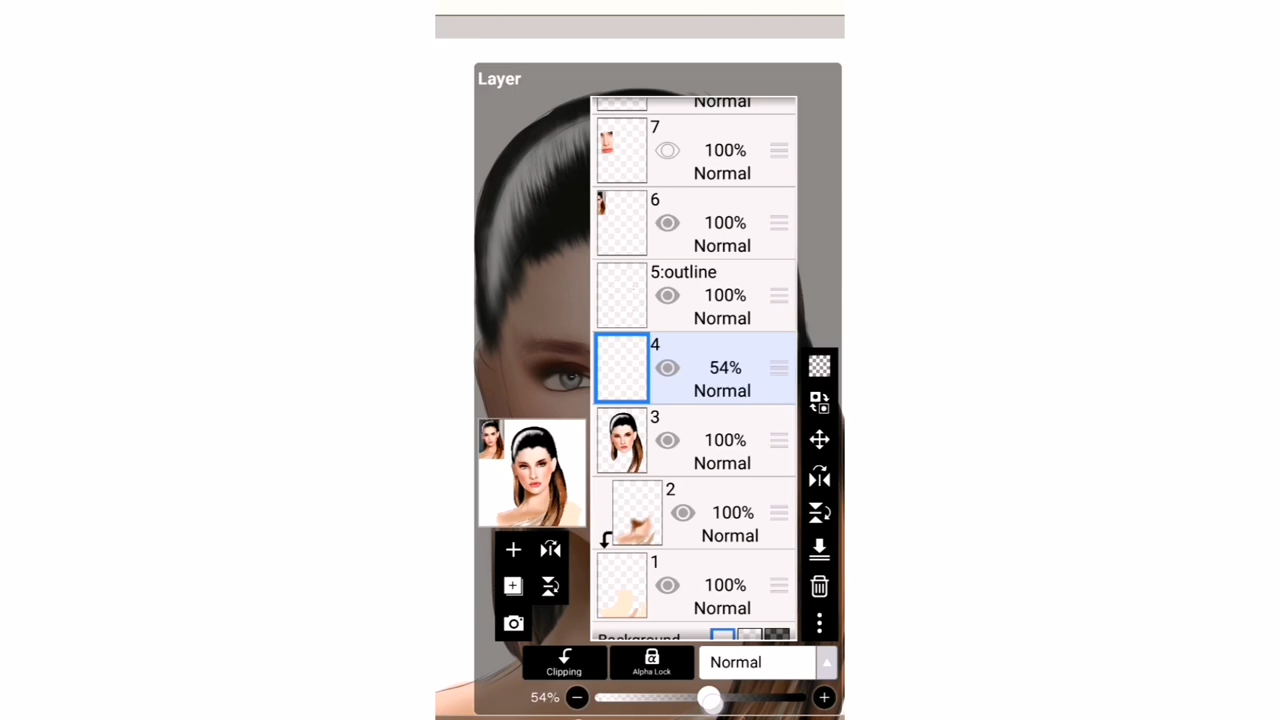 Layer
Normal
7
100%
Normal
6
100%
Normal
5:outline
100%
Normal
4
54%
Normal
3
100%
Normal
2
100%
Normal
1
100%
Normal
Background
Clipping
α
Alpha Lock
Normal
54%